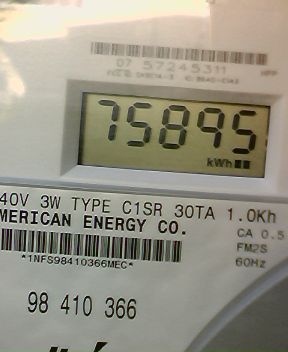 07 57245311 HPP
75895
kWh
40V 3W TYPE C1SR 30TA 1.0Kh
MERICAN ENERGY CO.
CA 0.5
FM2S
60Hz
*1NFS98410366MEC*
98 410 366